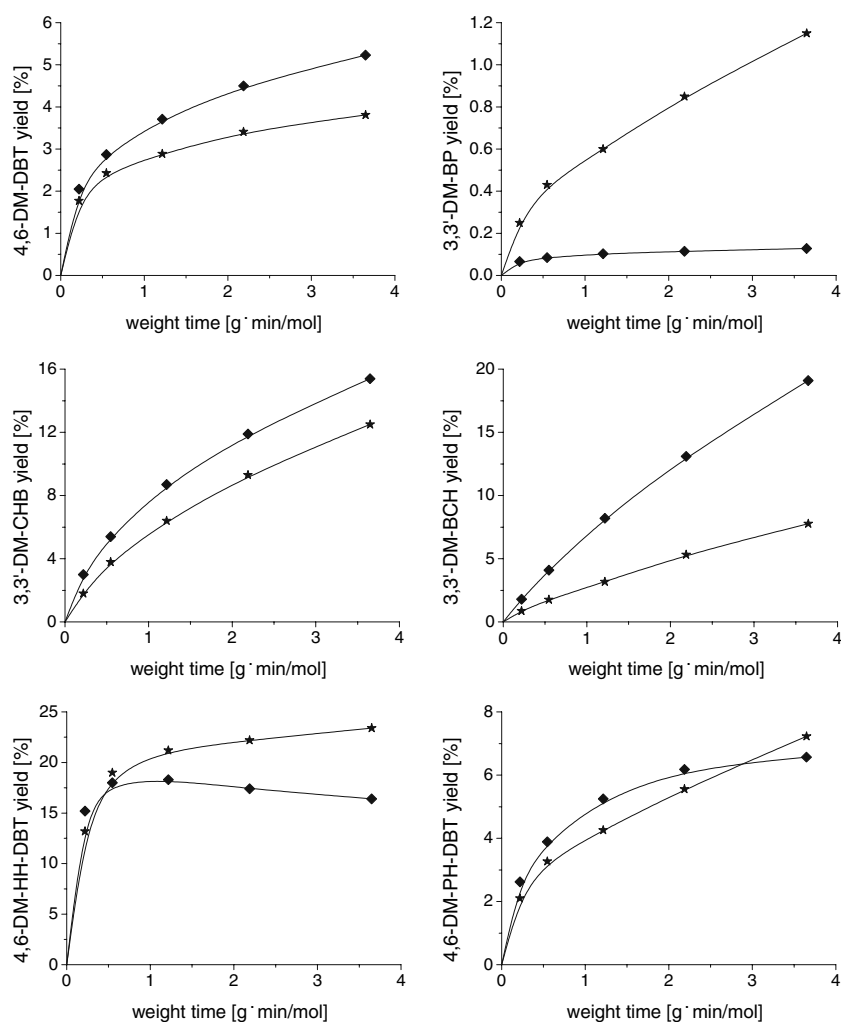 4,6-DM-DBT yield [%]
6
5
4
3
2
1
0
0 1 2 3 4
weight time [g·min/mol]
3,3'-DM-BP yield [%]
1.2
1.0
0.8
0.6
0.4
0.2
0.0
0 1 2 3 4
weight time [g·min/mol]
3,3'-DM-CHB yield [%]
16
12
8
4
0
0 1 2 3 4
weight time [g·min/mol]
3,3'-DM-BCH yield [%]
20
15
10
5
0
0 1 2 3 4
weight time [g·min/mol]
4,6-DM-HH-DBT yield [%]
25
20
15
10
5
0
0 1 2 3 4
weight time [g·min/mol]
4,6-DM-PH-DBT yield [%]
8
6
4
2
0
0 1 2 3 4
weight time [g·min/mol]